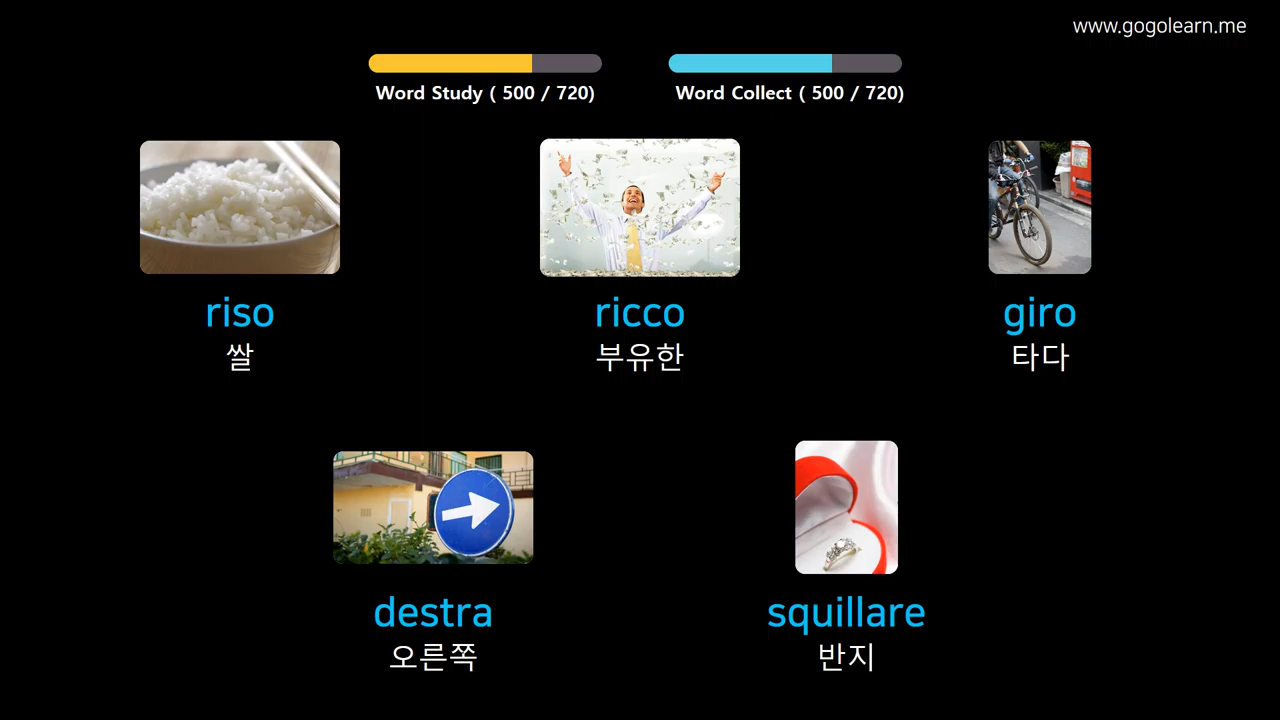 www.gogolearn.me
Word Study ( 500 / 720)
Word Collect ( 500 / 720)
riso
쌀
ricco
부유한
giro
타다
destra
오른쪽
squillare
반지